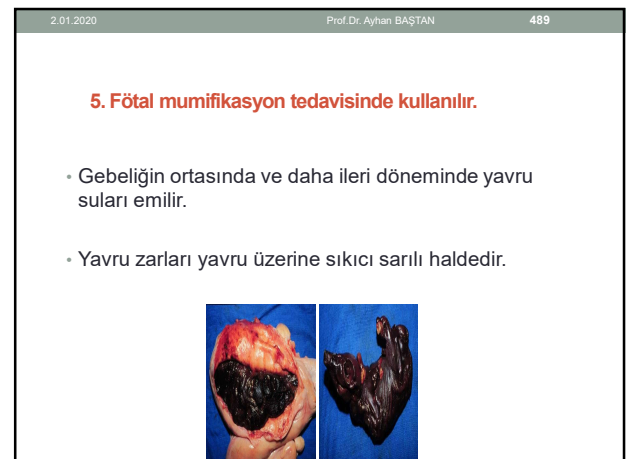 2.01.2020 Prof.Dr. Ayhan BAŞTAN 489
5. Fötal mumifikasyon tedavisinde kullanılır.
• Gebeliğin ortasında ve daha ileri döneminde yavru
suları emilir.
• Yavru zarları yavru üzerine sıkıcı sarılı haldedir.